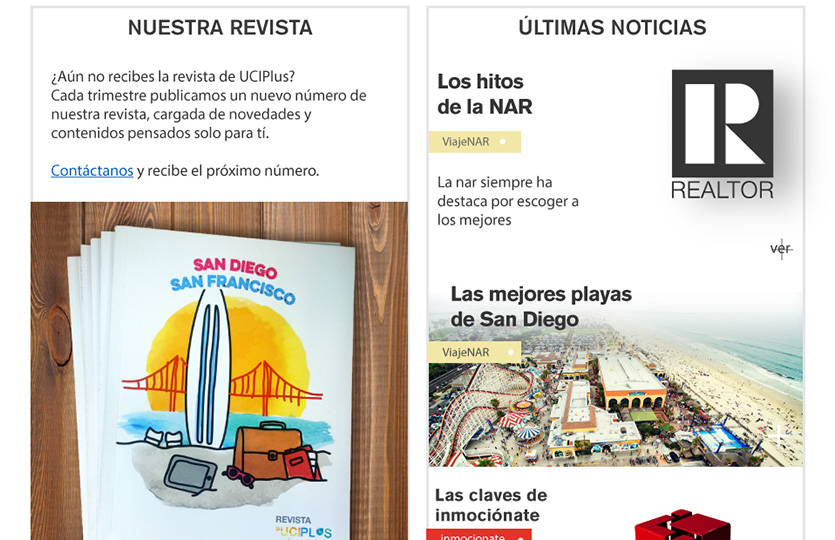 NUESTRA REVISTA
¿Aún no recibes la revista de UCIPlus?
Cada trimestre publicamos un nuevo número de
nuestra revista, cargada de novedades y
contenidos pensados solo para tí.
Contáctanos y recibe el próximo número.
SAN DIEGO
SAN FRANCISCO
REVISTA
UCIPLUS
ÚLTIMAS NOTICIAS
Los hitos
de la NAR
ViajeNAR
La nar siempre ha
destaca por escoger a
los mejores
R
REALTOR
ver
Las mejores playas
de San Diego
ViajeNAR
Las claves de
inmociónate
inmocionate